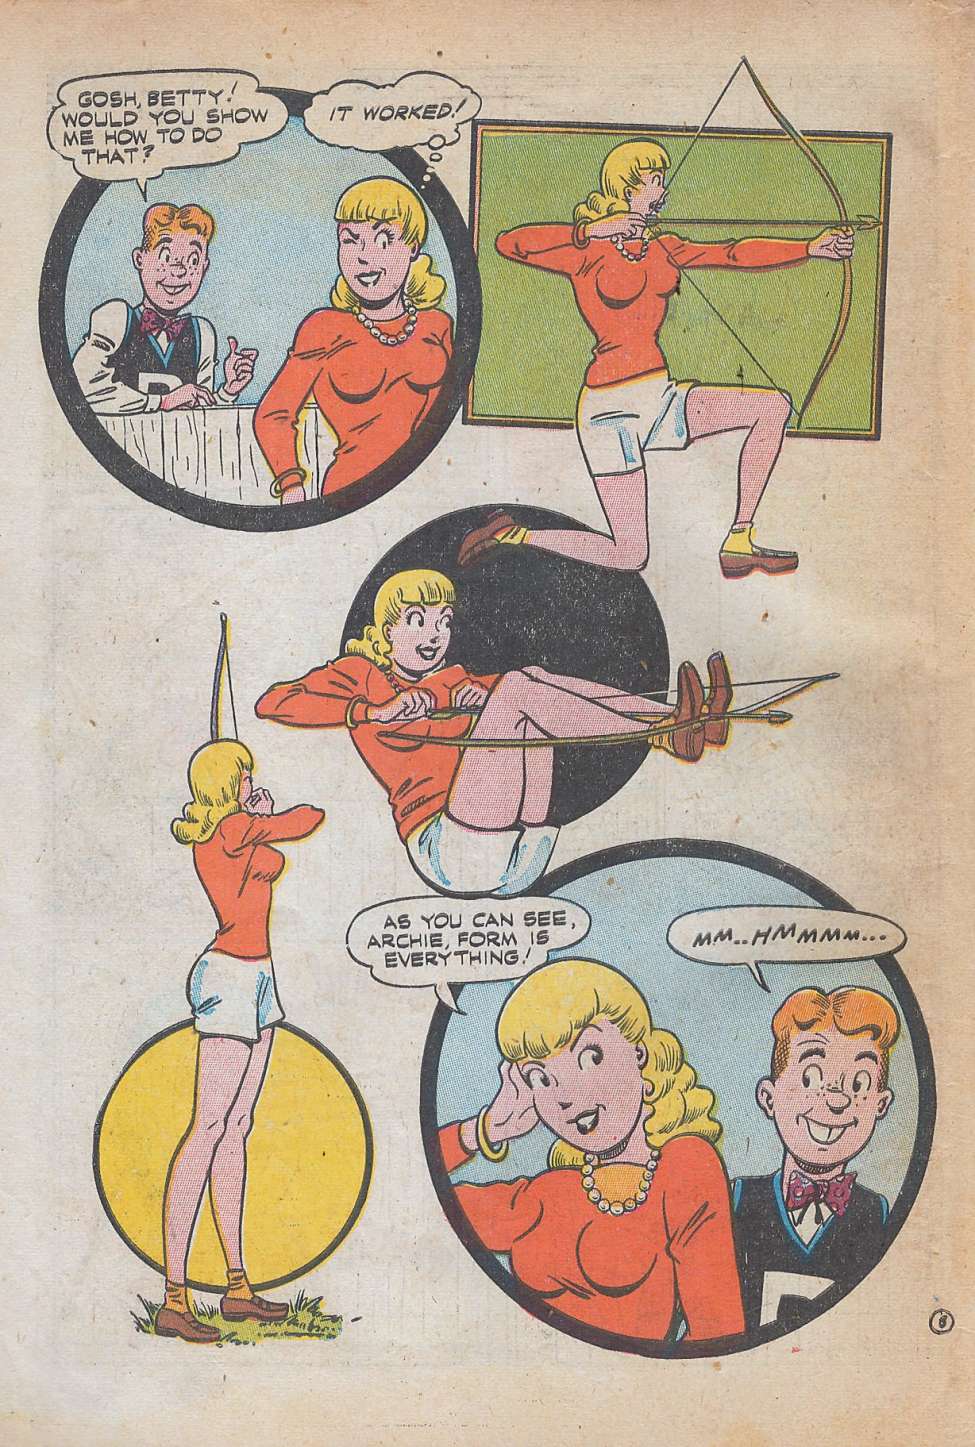 GOSH, BETTY!
WOULD YOU SHOW
ME HOW TO DO
THAT?
IT WORKED!
AS YOU CAN SEE,
ARCHIE, FORM IS
EVERYTHING!
MM..HMMMM...
R
R
8